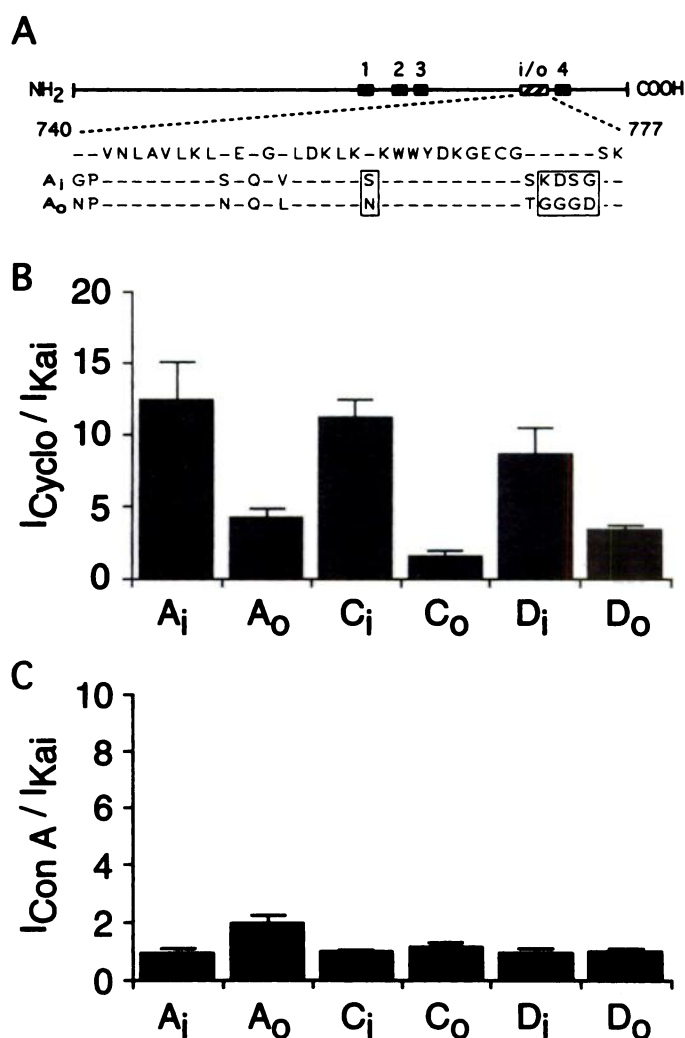 A
1 2 3 i/o 4
NH2 COOH
740 777
--VNLAVLKL-E-G-LDKLK-KWWYDKGECG-----SK
Ai GP--------S-Q-V-----S----------SKDSG--
Ao NP--------N-Q-L-----N----------TGGGD--
B
ICyclo / IKai
20
15
10
5
0
Ai Ao Ci Co Di Do
C
ICon A / IKai
10
8
6
4
2
0
Ai Ao Ci Co Di Do